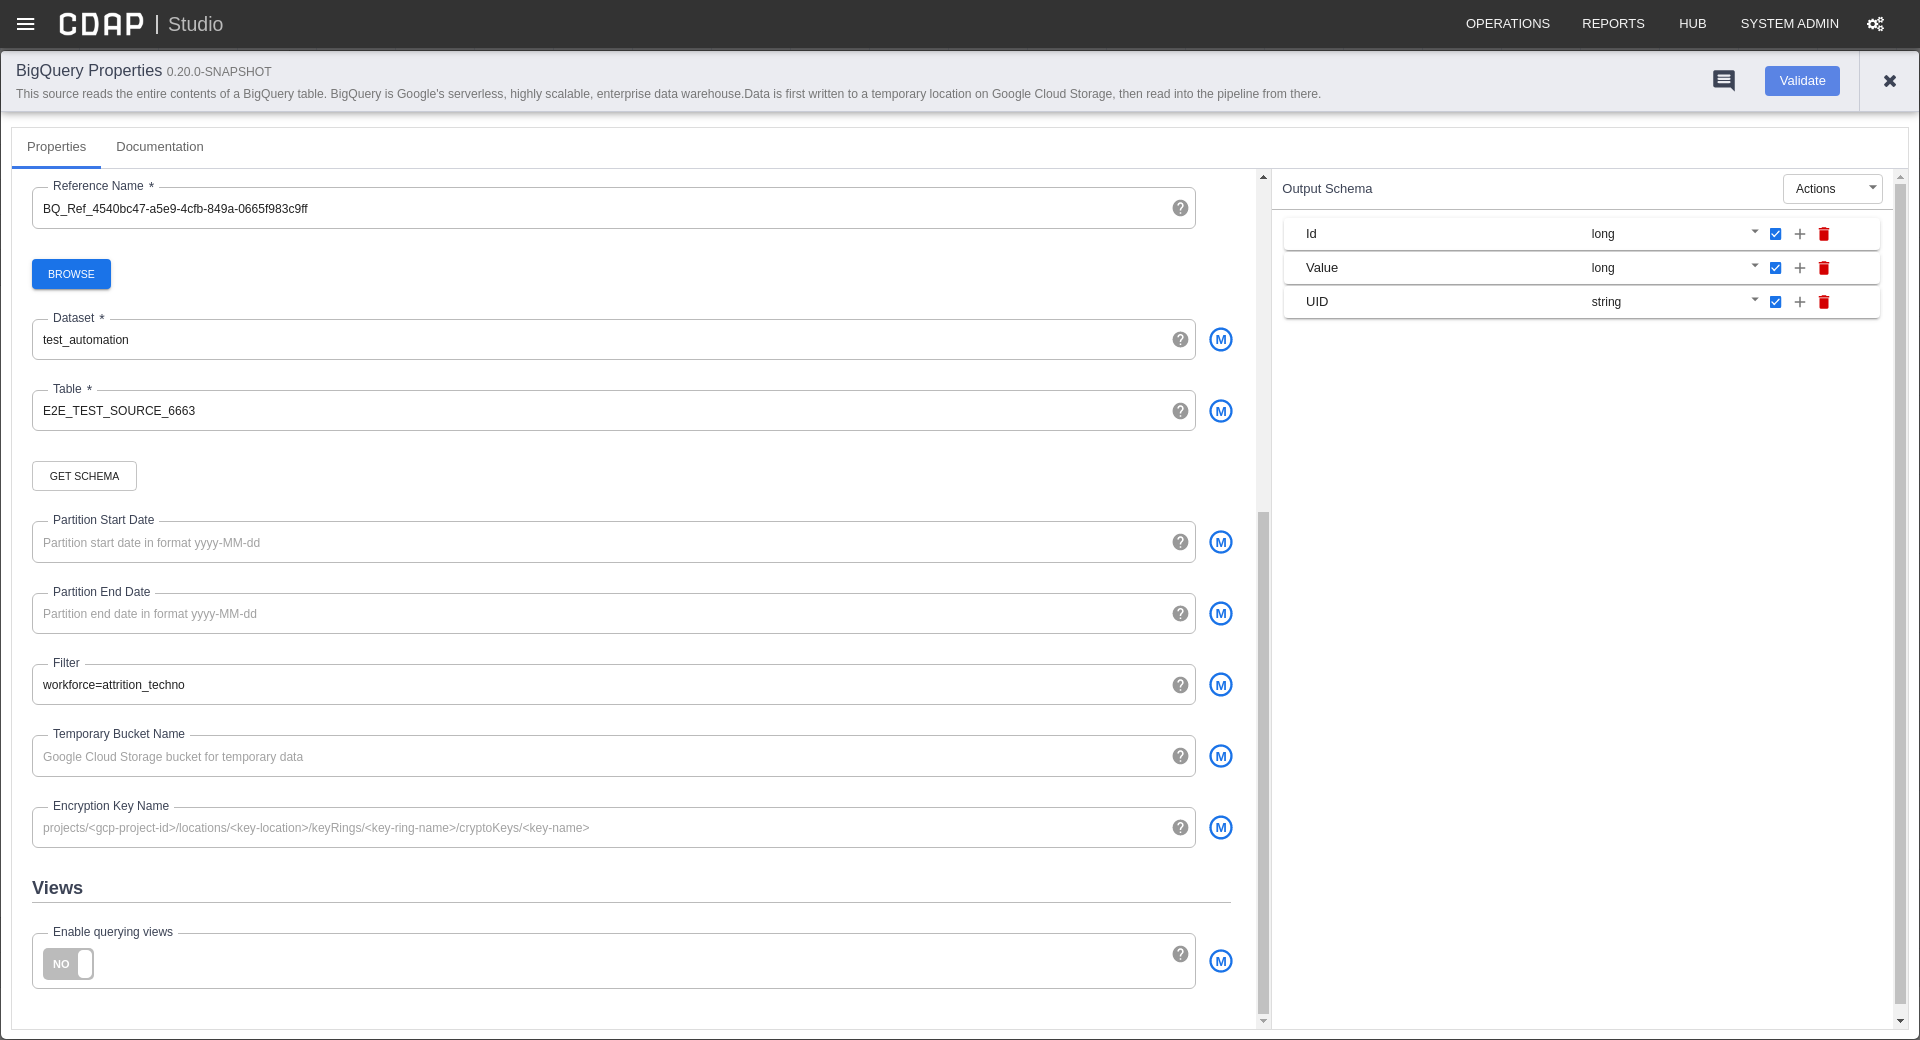 CDAP | Studio
OPERATIONS REPORTS HUB SYSTEM ADMIN
BigQuery Properties 0.20.0-SNAPSHOT
This source reads the entire contents of a BigQuery table. BigQuery is Google's serverless, highly scalable, enterprise data warehouse.Data is first written to a temporary location on Google Cloud Storage, then read into the pipeline from there.
Validate
Properties Documentation
Reference Name *
BQ_Ref_4540bc47-a5e9-4cfb-849a-0665f983c9ff
?
BROWSE
Dataset *
test_automation
? M
Table *
E2E_TEST_SOURCE_6663
? M
GET SCHEMA
Partition Start Date
Partition start date in format yyyy-MM-dd
? M
Partition End Date
Partition end date in format yyyy-MM-dd
? M
Filter
workforce=attrition_techno
? M
Temporary Bucket Name
Google Cloud Storage bucket for temporary data
? M
Encryption Key Name
projects/<gcp-project-id>/locations/<key-location>/keyRings/<key-ring-name>/cryptoKeys/<key-name>
? M
Views
Enable querying views
NO
? M
Output Schema
Actions
Id long
Value long
UID string